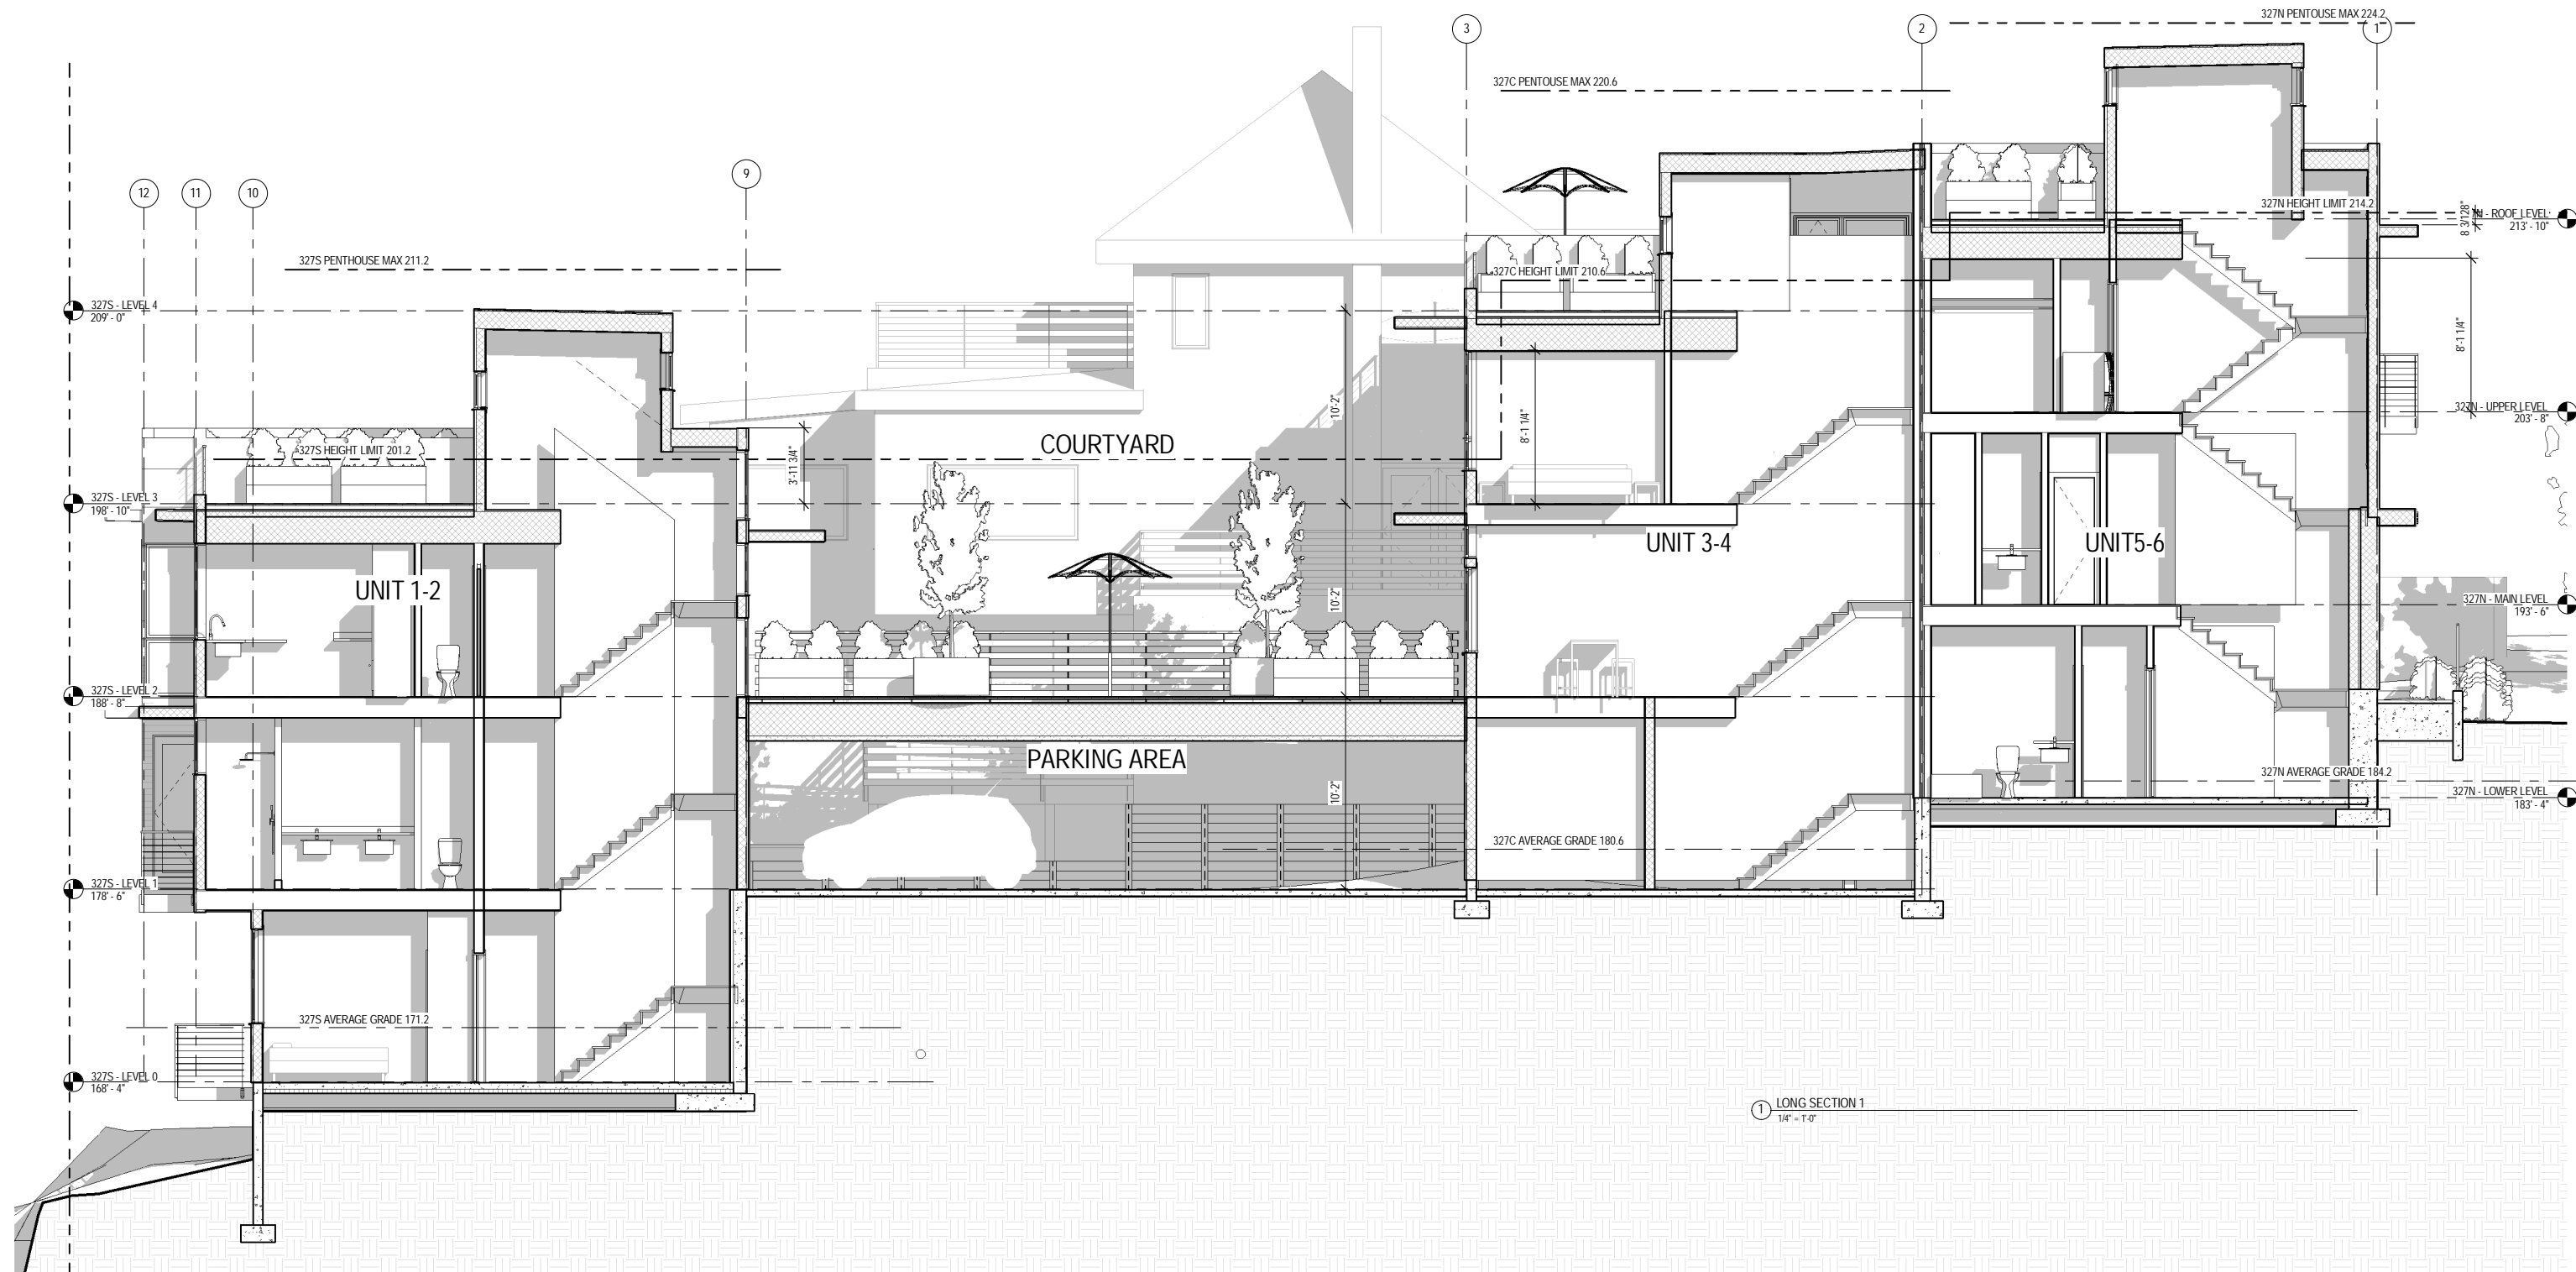 327N PENTOUSE MAX 224.2
3
2
1
327C PENTOUSE MAX 220.6
9
12
11
10
327N HEIGHT LIMIT 214.2
8 3/128"
N - ROOF LEVEL
213' - 10"
327S PENTHOUSE MAX 211.2
327C HEIGHT LIMIT 210.6
327S - LEVEL 4
209' - 0"
8'-1 1/4"
10'-2"
8'-1 1/4"
327N - UPPER LEVEL
203' - 8"
COURTYARD
327S HEIGHT LIMIT 201.2
3'-11 3/4"
327S - LEVEL 3
198' - 10"
UNIT 3-4
UNIT5-6
UNIT 1-2
10'-2"
327N - MAIN LEVEL
193' - 6"
327S - LEVEL 2
188' - 8"
PARKING AREA
327N AVERAGE GRADE 184.2
10'-2"
327N - LOWER LEVEL
183' - 4"
327C AVERAGE GRADE 180.6
327S - LEVEL 1
178' - 6"
327S AVERAGE GRADE 171.2
327S - LEVEL 0
168' - 4"
1
LONG SECTION 1
1/4" = 1'-0"